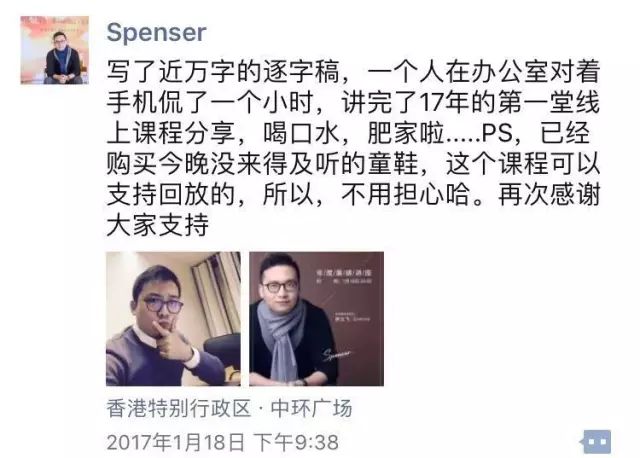 Spenser
写了近万字的逐字稿，一个人在办公室对着
手机侃了一个小时，讲完了17年的第一堂线
上课程分享，喝口水，肥家啦.....PS，已经
购买今晚没来得及听的童鞋，这个课程可以
支持回放的，所以，不用担心哈。再次感谢
大家支持
Spenser
香港特别行政区 · 中环广场
2017年1月18日 下午9:38